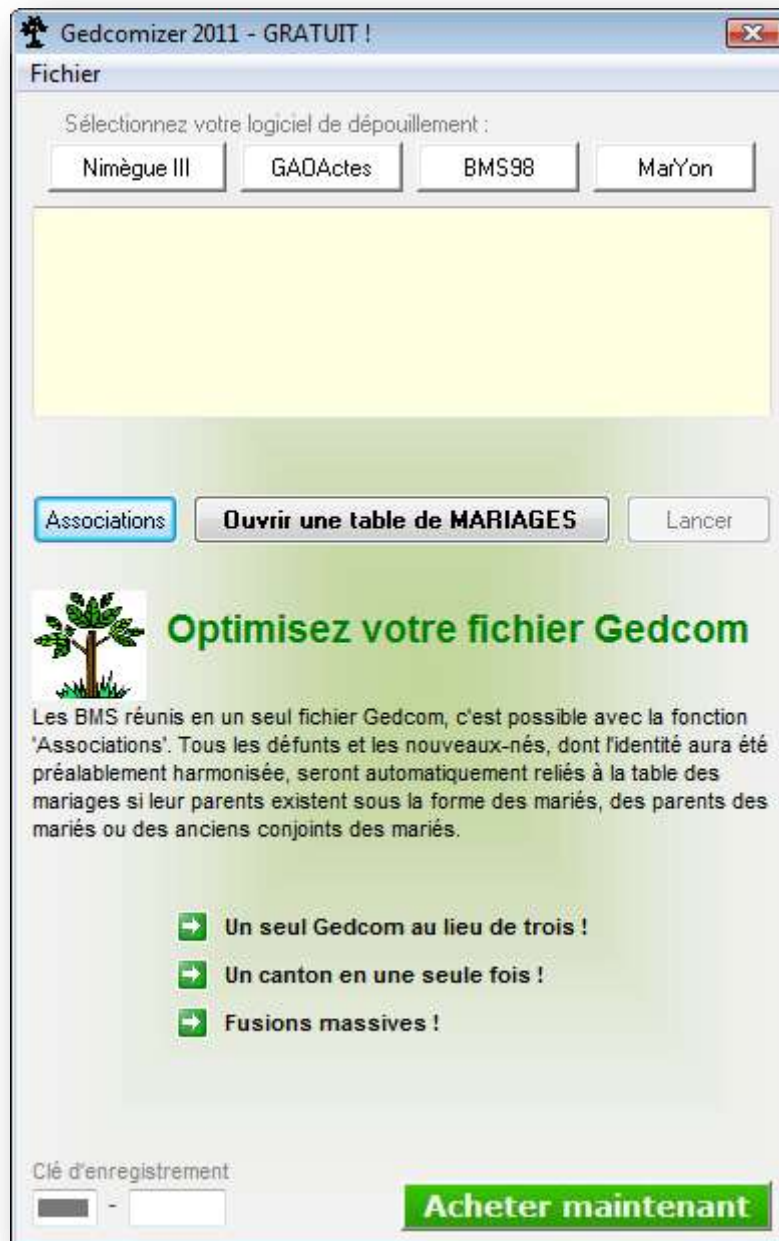 Gedcomizer 2011 - GRATUIT !
Fichier
Sélectionnez votre logiciel de dépouillement :
Nimègue III GAOActes BMS98 MarYon
Associations Ouvrir une table de MARIAGES Lancer
Optimisez votre fichier Gedcom
Les BMS réunis en un seul fichier Gedcom, c'est possible avec la fonction
'Associations'. Tous les défunts et les nouveaux-nés, dont l'identité aura été
préalablement harmonisée, seront automatiquement reliés à la table des
mariages si leur parents existent sous la forme des mariés, des parents des
mariés ou des anciens conjoints des mariés.
Un seul Gedcom au lieu de trois !
Un canton en une seule fois !
Fusions massives !
Clé d'enregistrement
-
Acheter maintenant